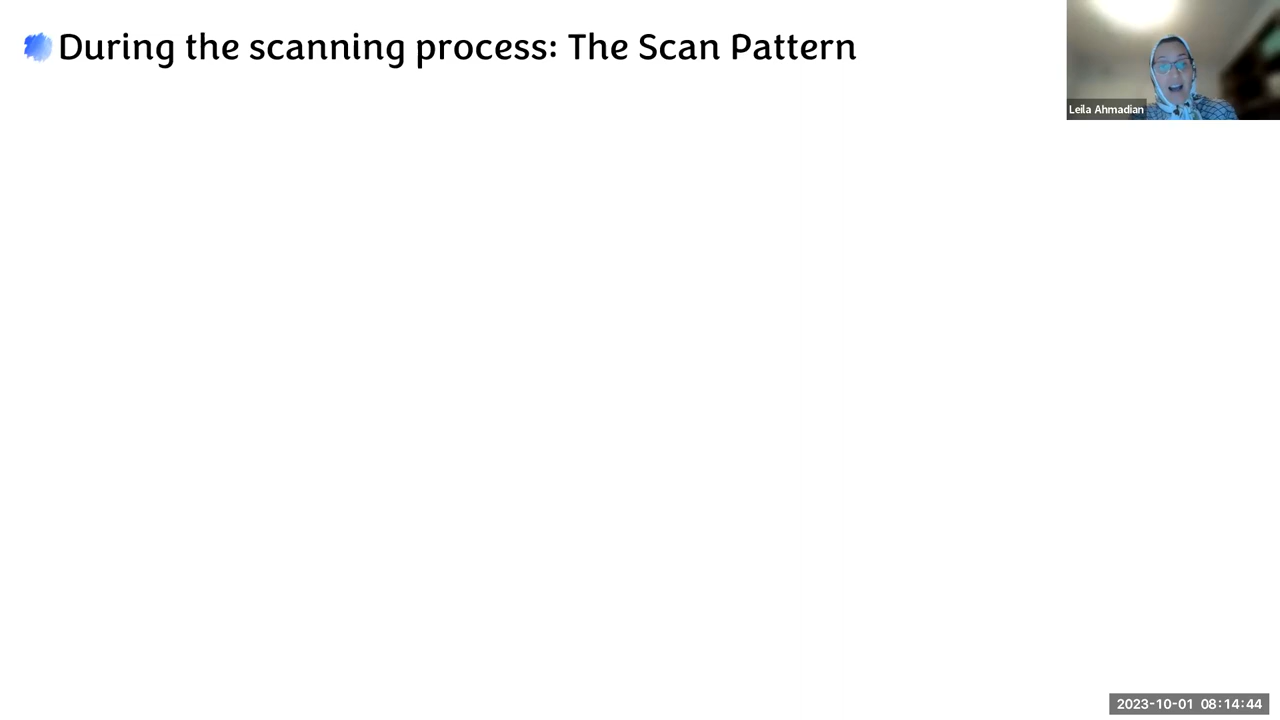 During the scanning process: The Scan Pattern
Leila Ahmadian
2023-10-01 08:14:44